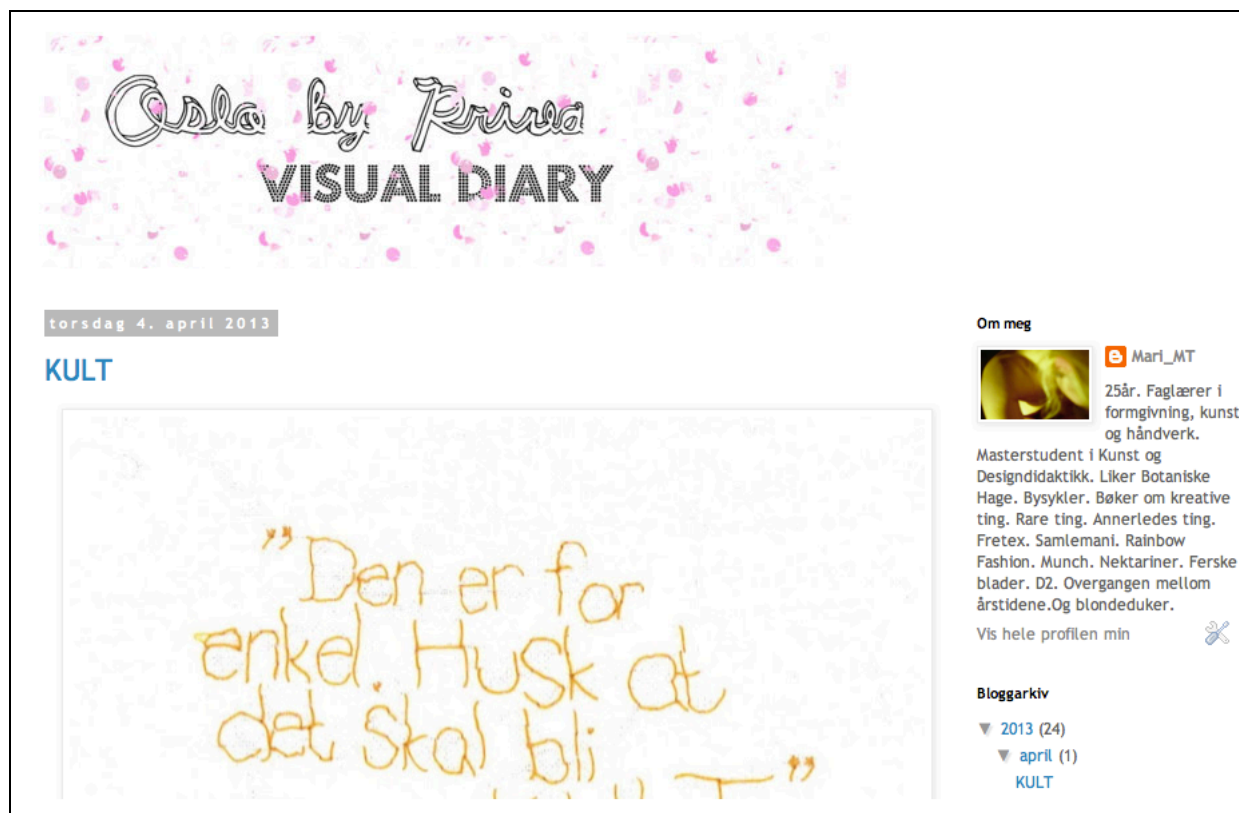 Oslo by Priva
VISUAL DIARY
torsdag 4. april 2013
KULT
"Den er for
enkel. Husk at
det skal bli
"
Om meg
Mari_MT
25år. Faglærer i
formgivning, kunst
og håndverk.
Masterstudent i Kunst og
Designdidaktikk. Liker Botaniske
Hage. Bysykler. Bøker om kreative
ting. Rare ting. Annerledes ting.
Fretex. Samlemani. Rainbow
Fashion. Munch. Nektariner. Ferske
blader. D2. Overgangen mellom
årstidene.Og blondeduker.
Vis hele profilen min
Bloggarkiv
▼ 2013 (24)
▼ april (1)
KULT